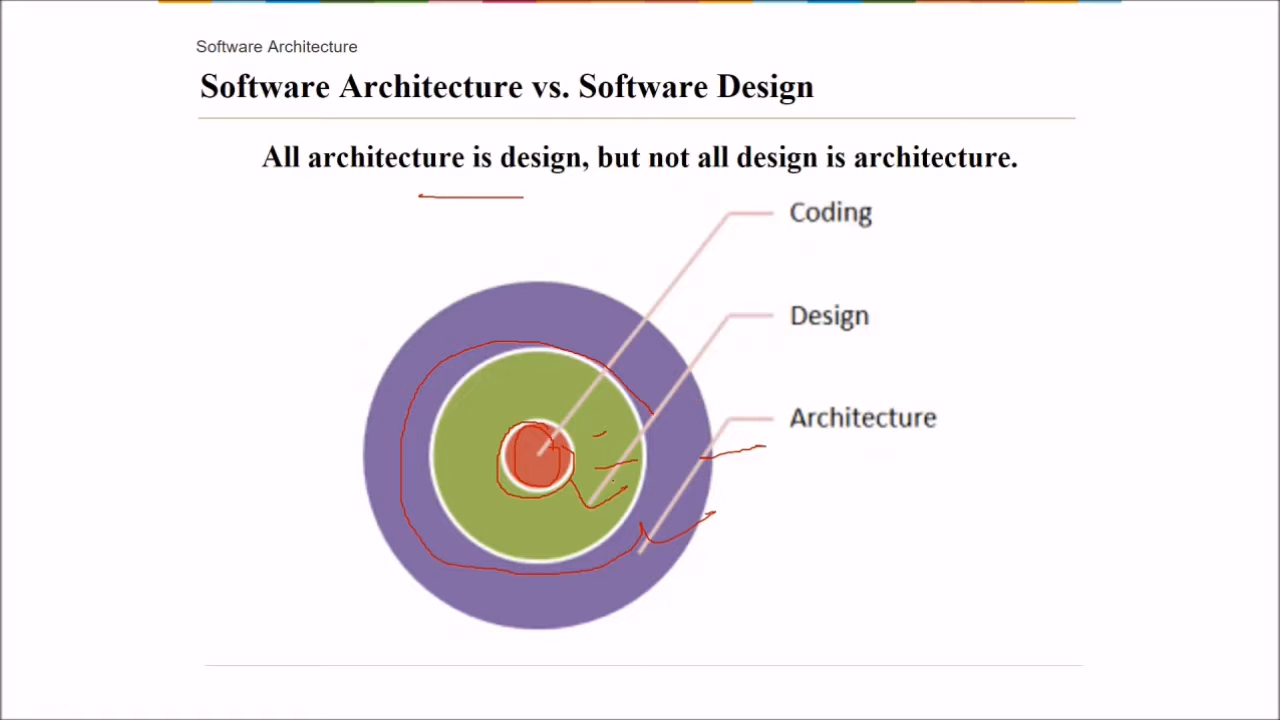 Software Architecture
Software Architecture vs. Software Design
All architecture is design, but not all design is architecture.
Coding
Design
Architecture